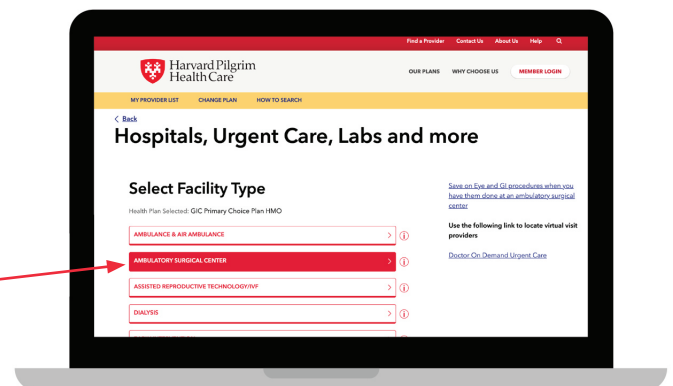 Find a Provider Contact Us About Us Help
Harvard Pilgrim
Health Care
OUR PLANS WHY CHOOSE US MEMBER LOGIN
MY PROVIDER LIST CHANGE PLAN HOW TO SEARCH
< Back
Hospitals, Urgent Care, Labs and more
Select Facility Type
Health Plan Selected: GIC Primary Choice Plan HMO
AMBULANCE & AIR AMBULANCE >
AMBULATORY SURGICAL CENTER >
ASSISTED REPRODUCTIVE TECHNOLOGY/IVF >
DIALYSIS >
Save on Eye and GI procedures when you
have them done at an ambulatory surgical
center
Use the following link to locate virtual visit
providers
Doctor On Demand Urgent Care